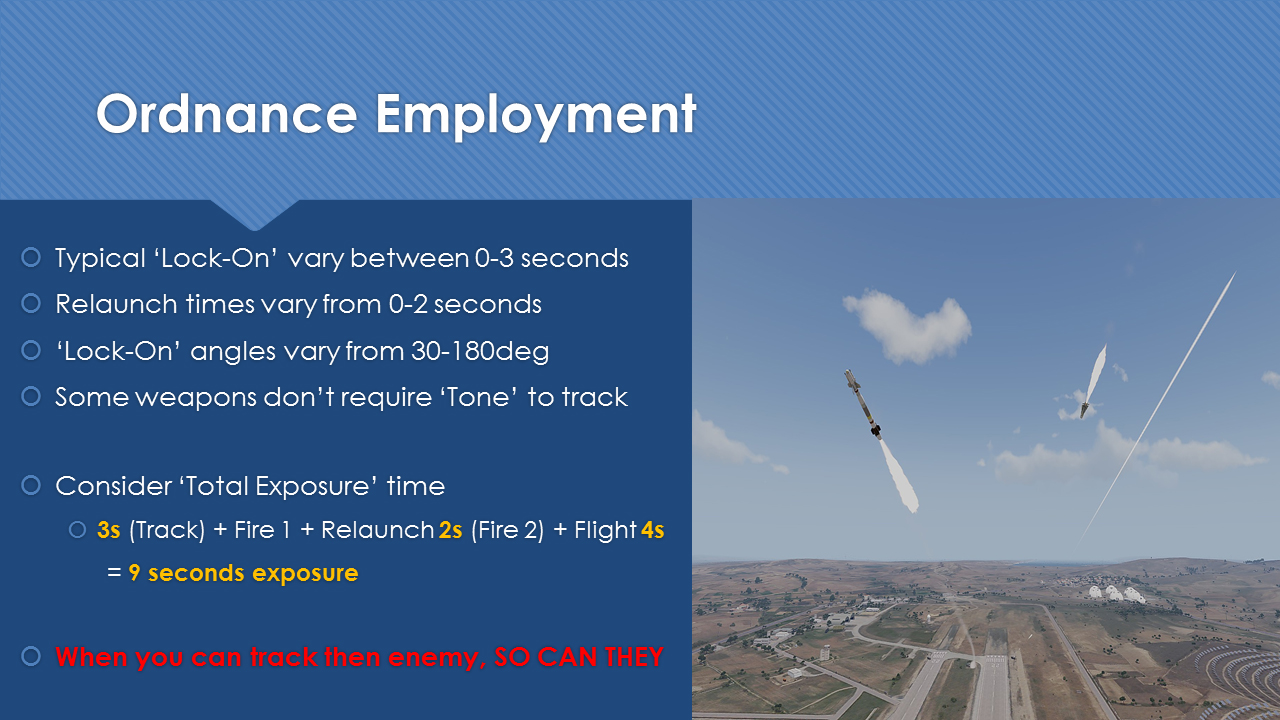 Ordnance Employment
Typical ‘Lock-On’ vary between 0-3 seconds
Relaunch times vary from 0-2 seconds
‘Lock-On’ angles vary from 30-180deg
Some weapons don’t require ‘Tone’ to track
Consider ‘Total Exposure’ time
3s (Track) + Fire 1 + Relaunch 2s (Fire 2) + Flight 4s
= 9 seconds exposure
When you can track then enemy, SO CAN THEY